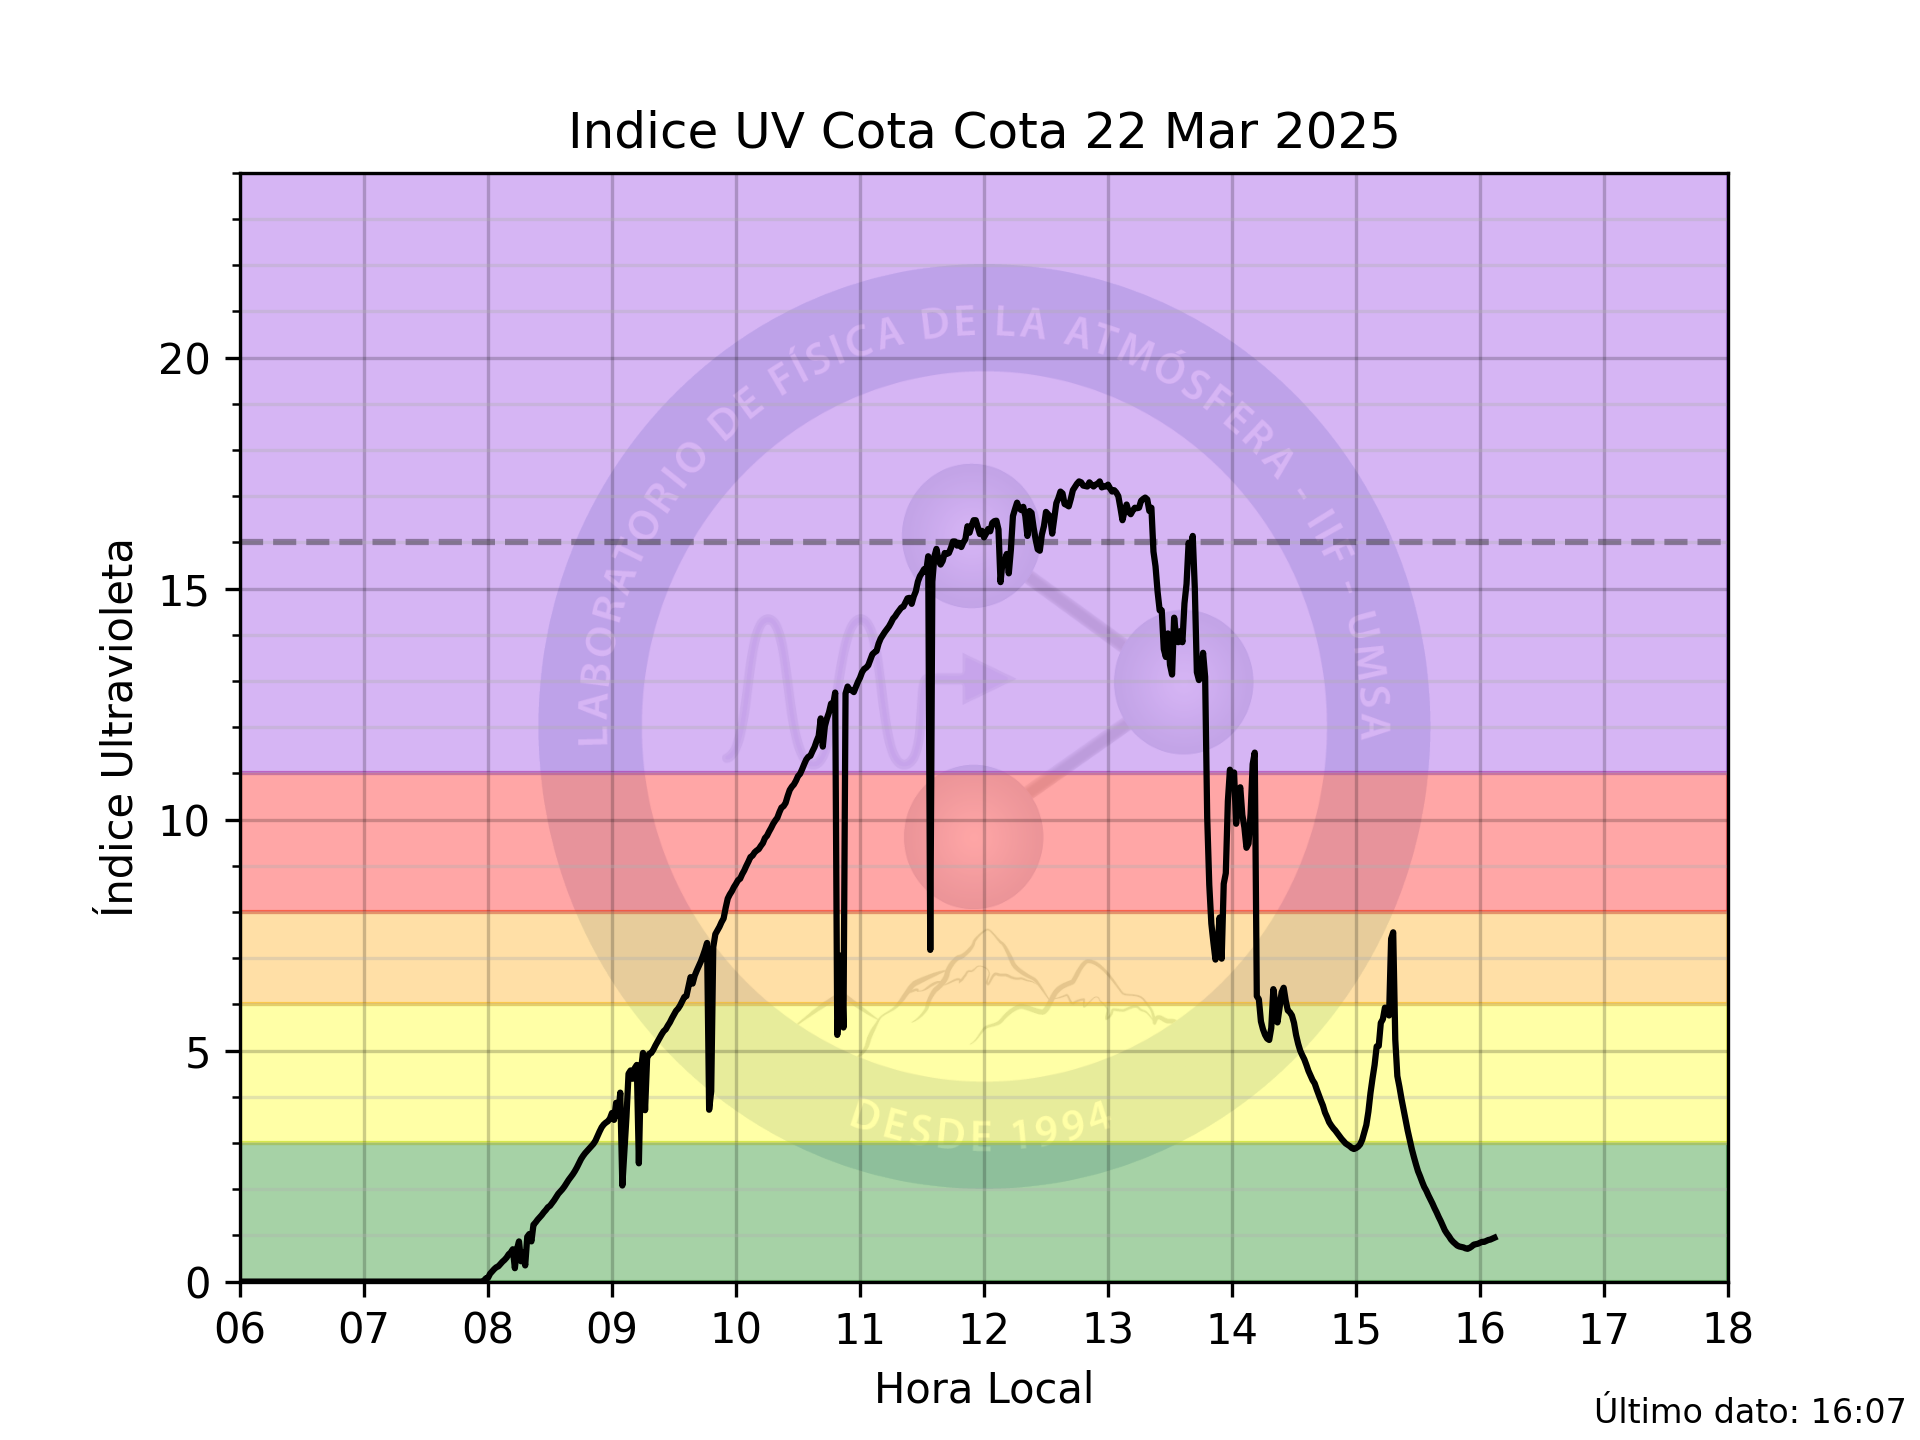 Indice UV Cota Cota 22 Mar 2025
LABORATORIO DE FÍSICA DE LA ATMÓSFERA - IIF - UMSA
DESDE 1994
Índice Ultravioleta
20
15
10
5
0
06 07 08 09 10 11 12 13 14 15 16 17 18
Hora Local
Último dato: 16:07